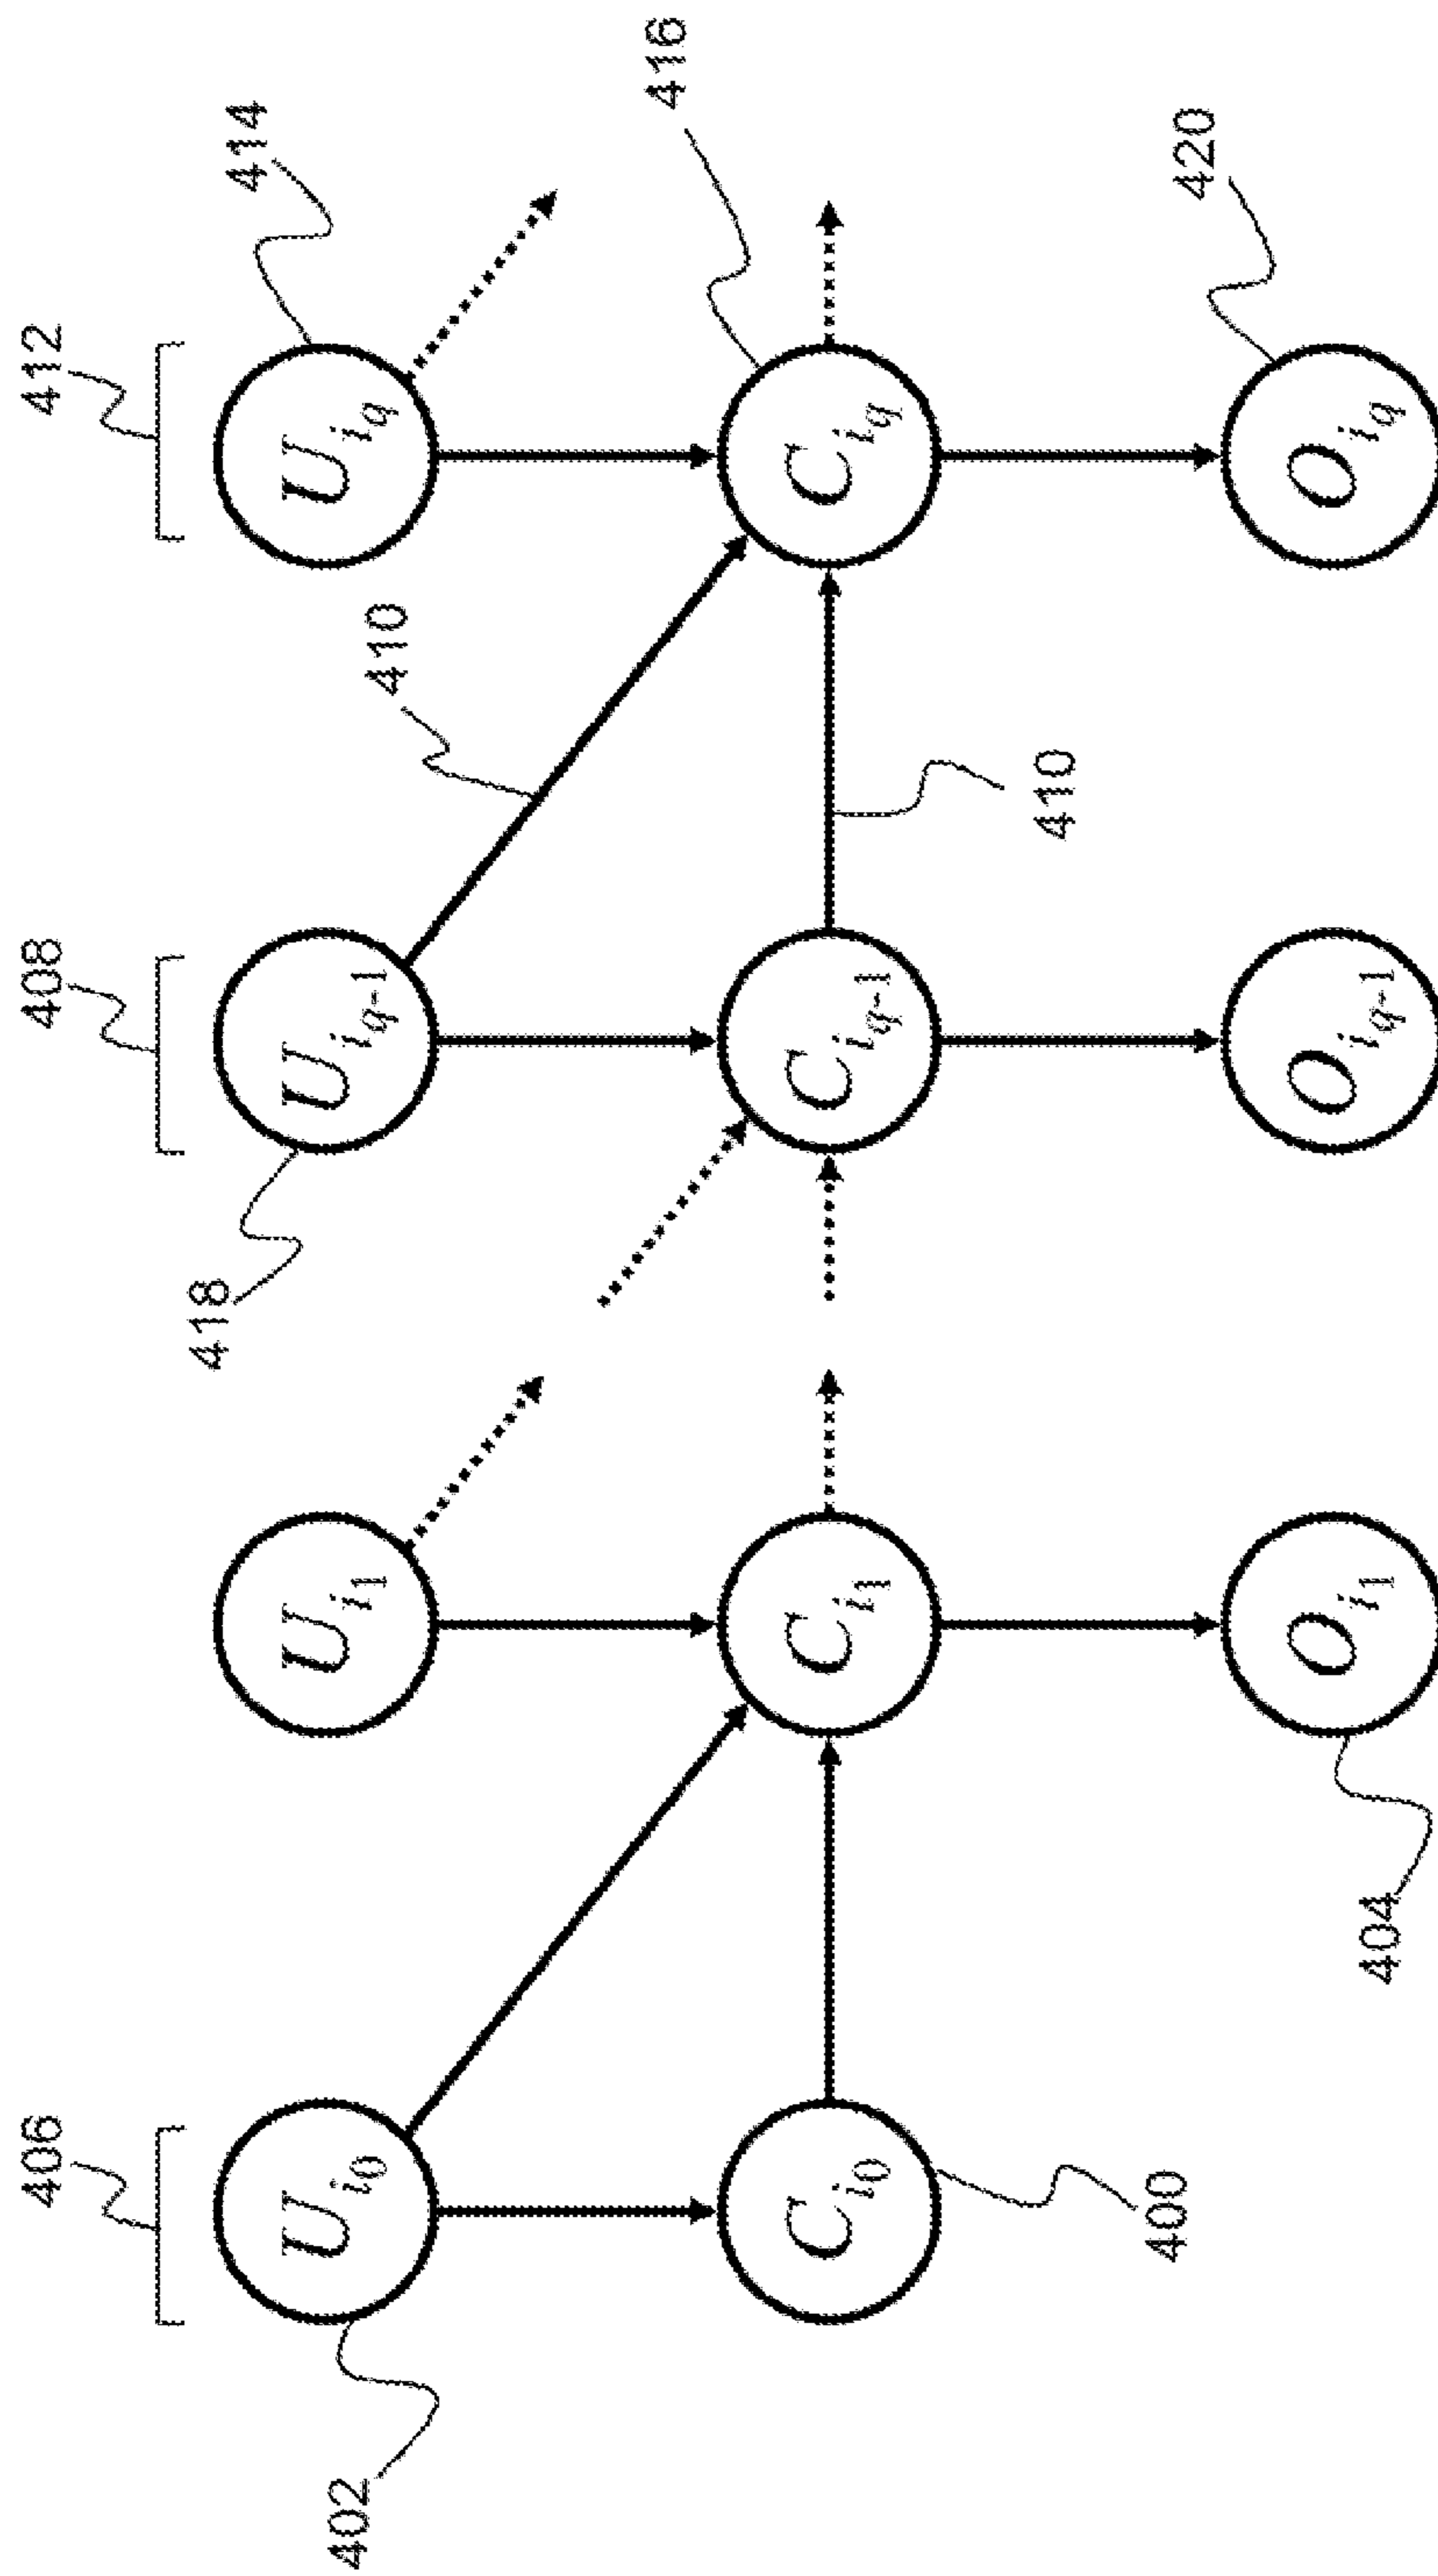 406
408
412
402
418
414
U_{i_0}
U_{i_1}
U_{i_{q-1}}
U_{i_q}
410
416
C_{i_0}
C_{i_1}
C_{i_{q-1}}
C_{i_q}
400
410
420
O_{i_1}
O_{i_{q-1}}
O_{i_q}
404